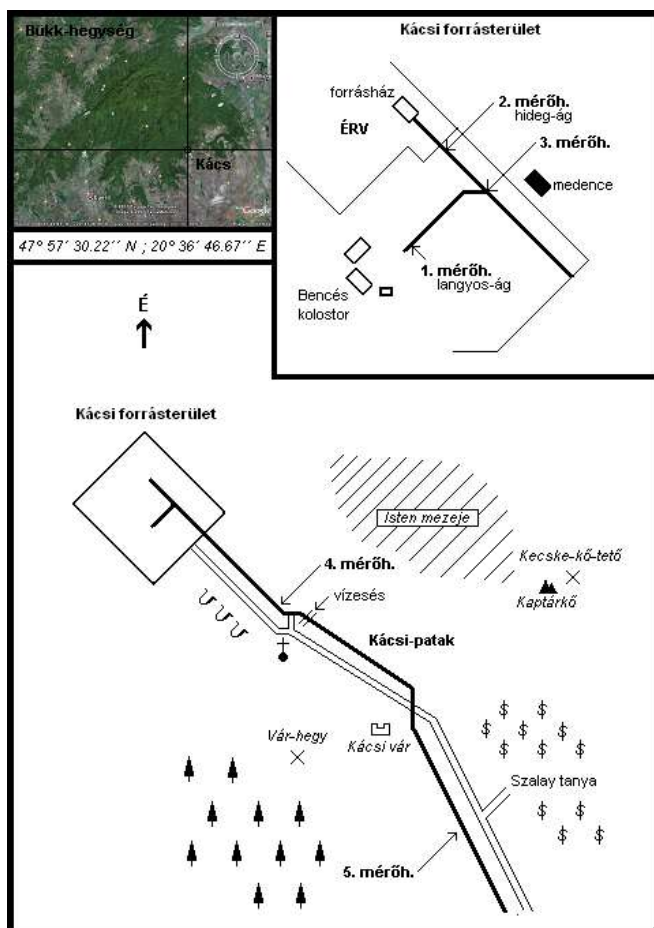 Bükk-hegység
Kács
47° 57´ 30.22´´ N ; 20° 36´ 46.67´´ E
Kácsi forrásterület
forrásház
2. mérőh.
hideg-ág
ÉRV
3. mérőh.
medence
1. mérőh.
langyos-ág
Bencés
kolostor
É
Kácsi forrásterület
Isten mezeje
Kecske-kő-tető
4. mérőh.
Kaptárkő
vízesés
Kácsi-patak
Vár-hegy
Kácsi vár
Szalay tanya
5. mérőh.